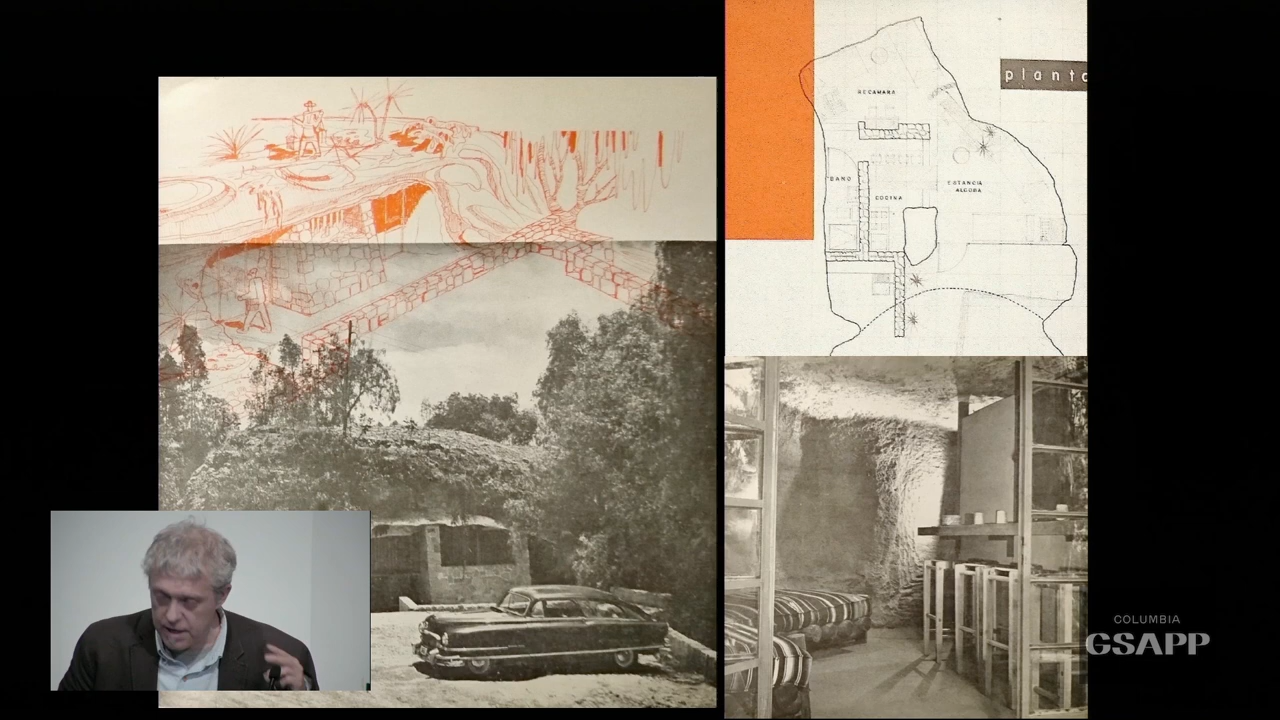 planta
RECAMARA
BAÑO
COCINA
ESTANCIA
ALCOBA
COLUMBIA
GSAPP